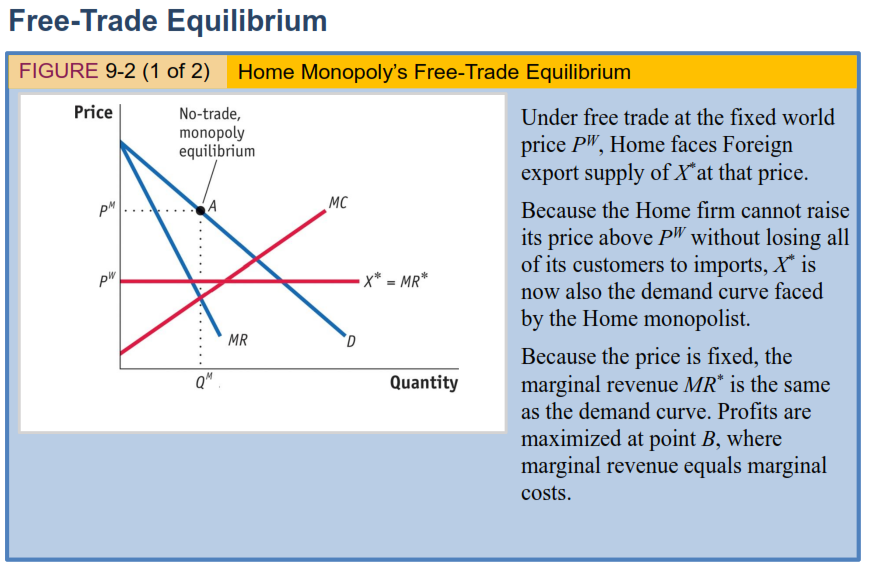 Free-Trade Equilibrium
FIGURE 9-2 (1 of 2) Home Monopoly's Free-Trade Equilibrium
Price
No-trade,
monopoly
equilibrium
P^M
A
MC
P^W
X* = MR*
MR
D
Q^M
Quantity
Under free trade at the fixed world
price P^W, Home faces Foreign
export supply of X* at that price.
Because the Home firm cannot raise
its price above P^W without losing all
of its customers to imports, X* is
now also the demand curve faced
by the Home monopolist.
Because the price is fixed, the
marginal revenue MR* is the same
as the demand curve. Profits are
maximized at point B, where
marginal revenue equals marginal
costs.